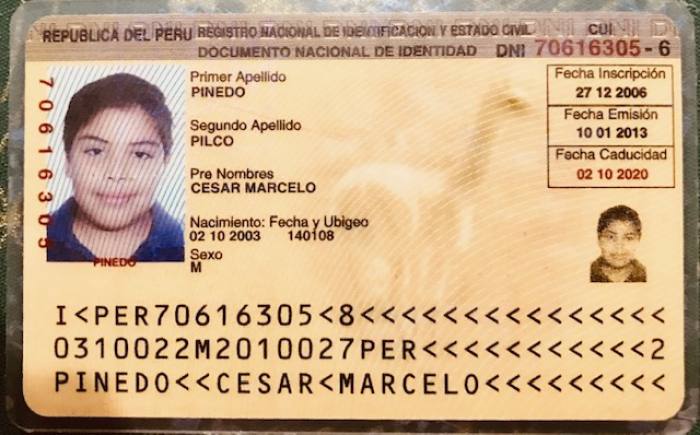 REPUBLICA DEL PERU REGISTRO NACIONAL DE IDENTIFICACION Y ESTADO CIVIL CUI
DOCUMENTO NACIONAL DE IDENTIDAD DNI 70616305 - 6
Primer Apellido
PINEDO
Segundo Apellido
PILCO
Pre Nombres
CESAR MARCELO
Nacimiento: Fecha y Ubigeo
02 10 2003 140108
Sexo
M
Fecha Inscripción
27 12 2006
Fecha Emisión
10 01 2013
Fecha Caducidad
02 10 2020
70616305
PINEDO
I<PER70616305<8<<<<<<<<<<<<<<<
0310022M2010027PER<<<<<<<<<<<2
PINEDO<<CESAR<MARCELO<<<<<<<<<